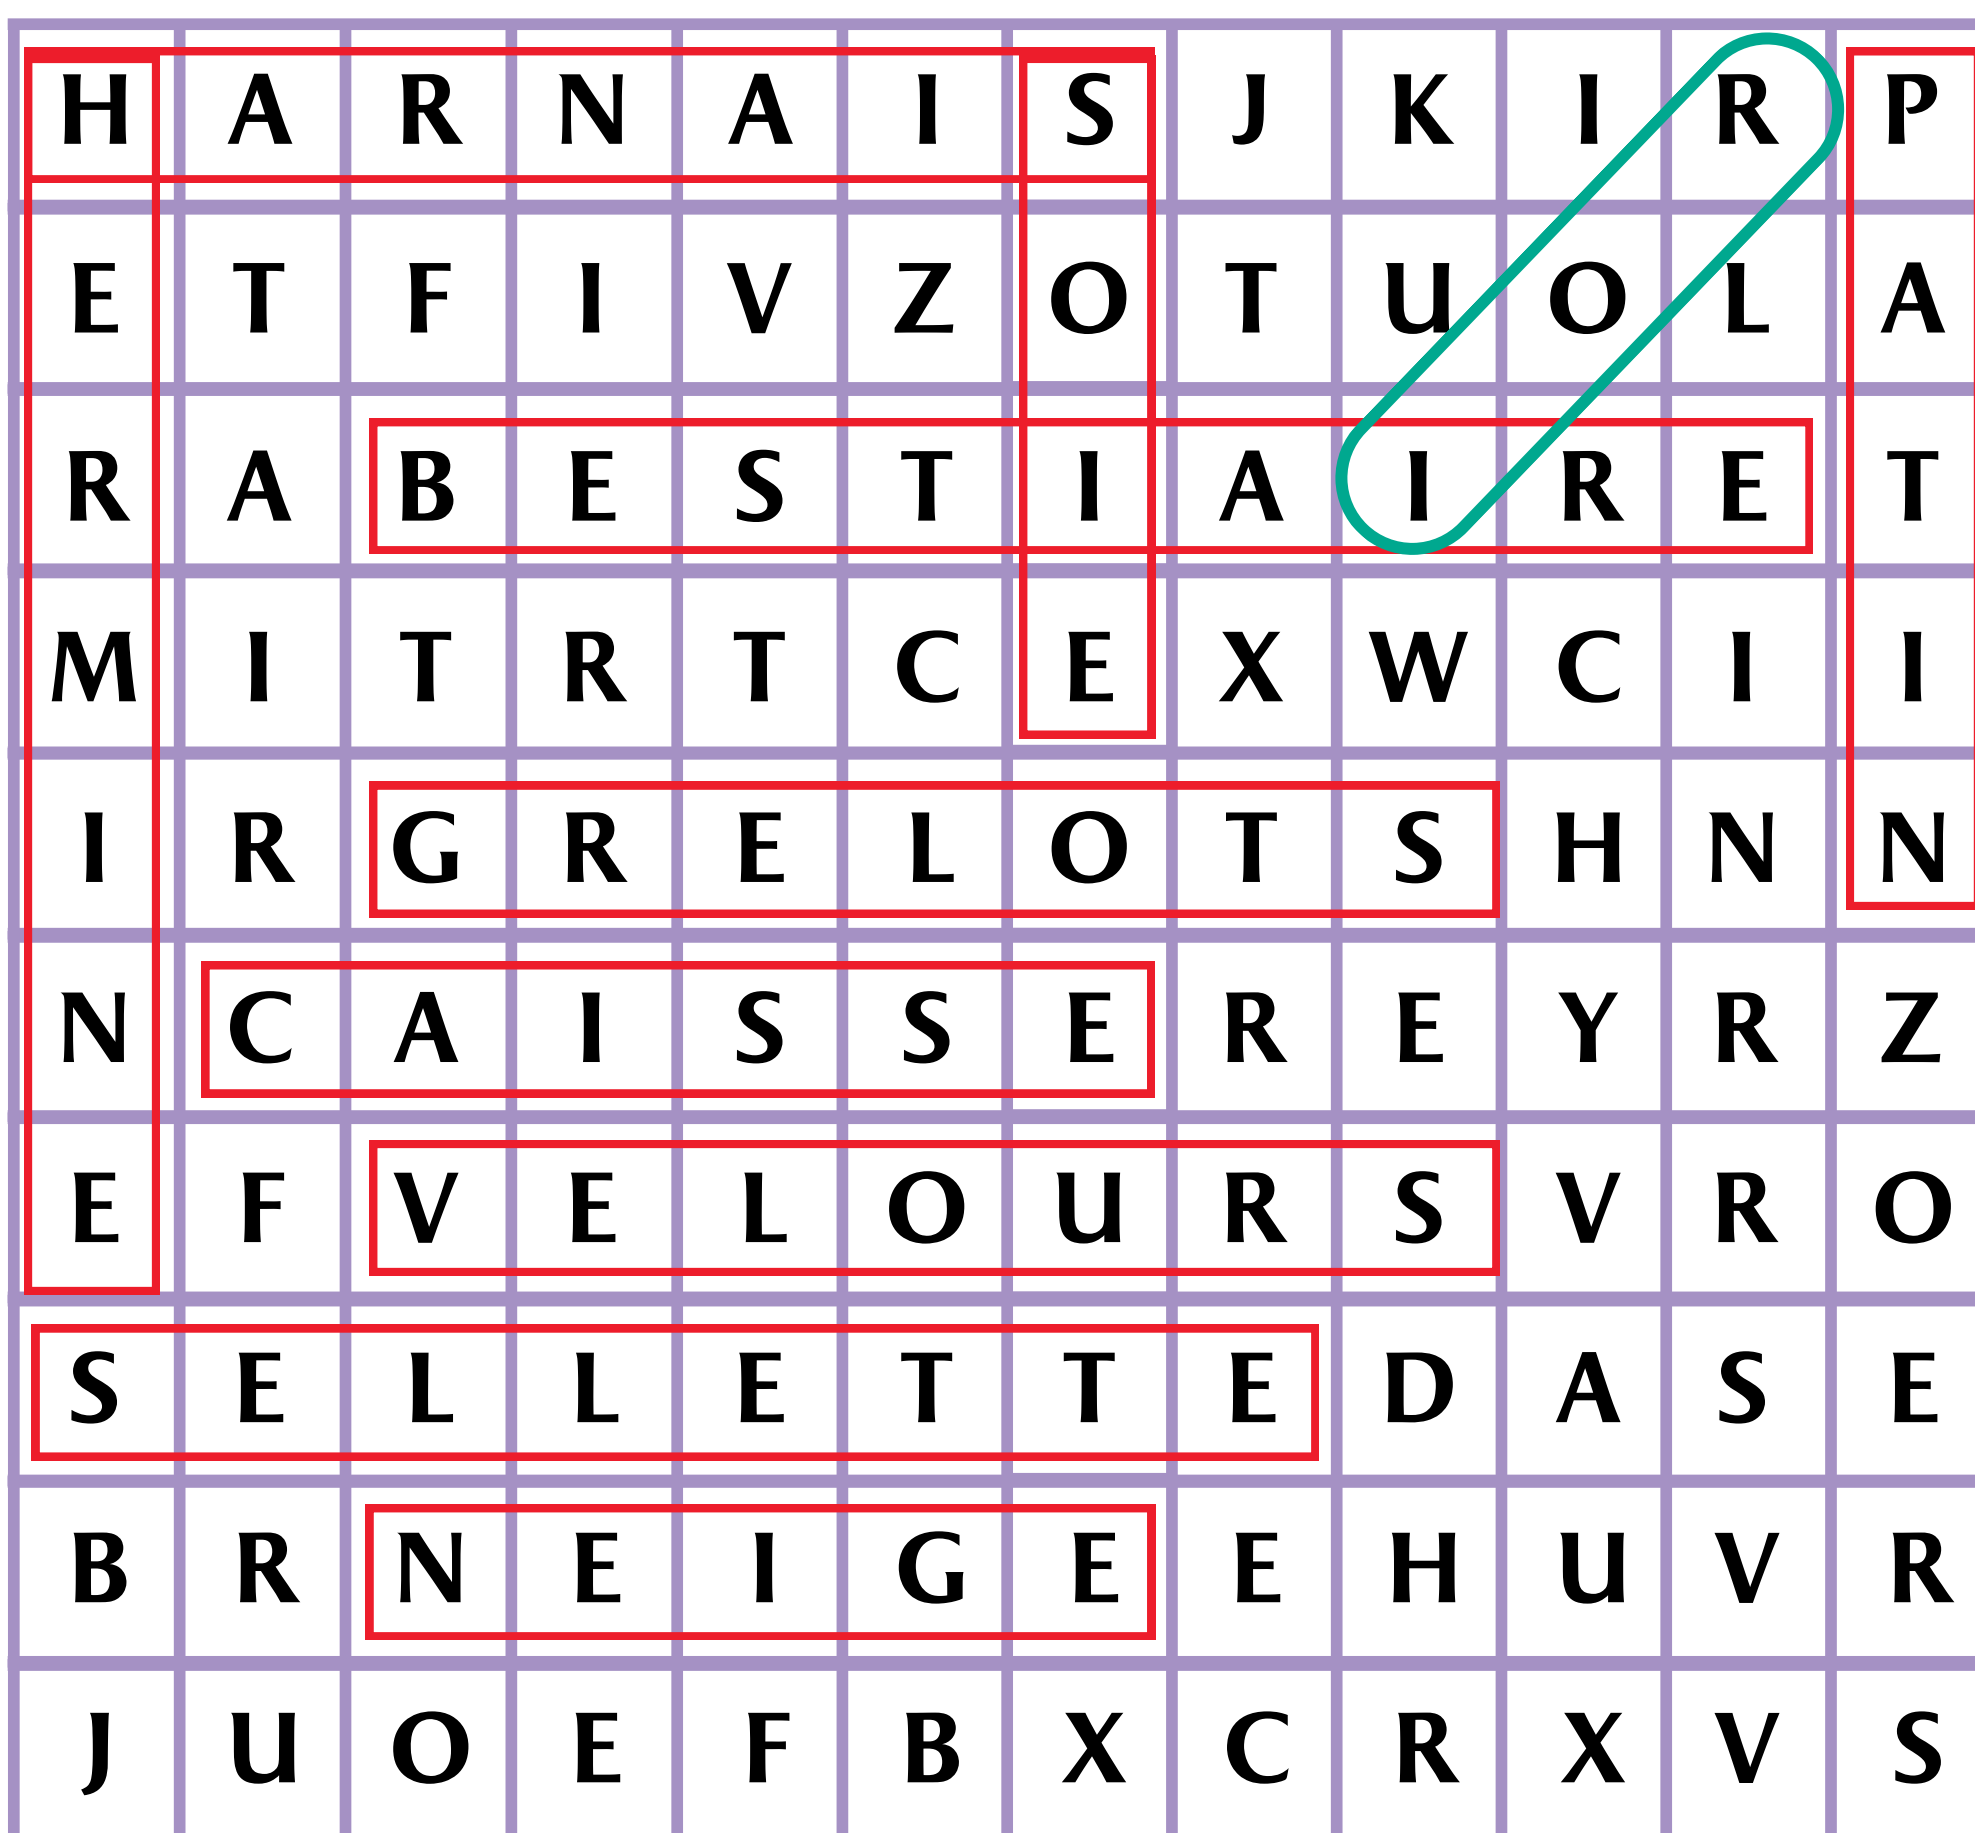 H A R N A I S J K I R P
E T F I V Z O T U O L A
R A B E S T I A I R E T
M I T R T C E X W C I I
I R G R E L O T S H N N
N C A I S S E R E Y R Z
E F V E L O U R S V R O
S E L L E T T E D A S E
B R N E I G E E H U V R
J U O E F B X C R X V S